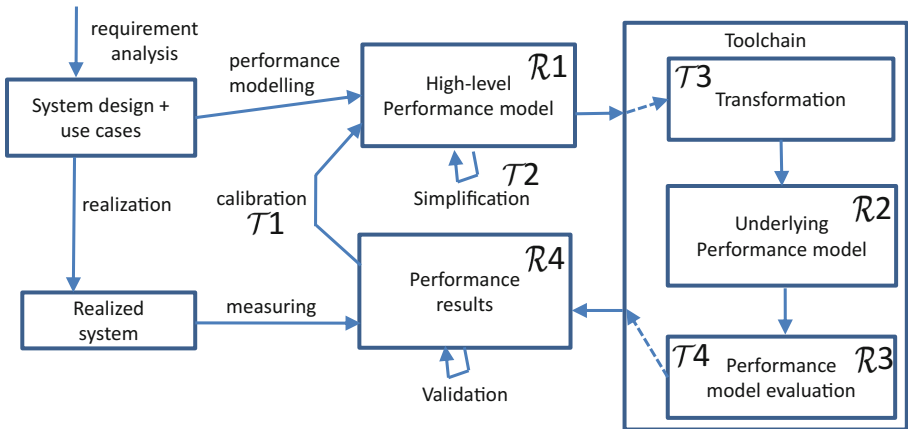 requirement
analysis
System design +
use cases
performance
modelling
ℛ1
High-level
Performance model
Toolchain
𝒯3
Transformation
realization
calibration
𝒯1
𝒯2
Simplification
ℛ2
Underlying
Performance model
Realized
system
measuring
ℛ4
Performance
results
Validation
𝒯4
Performance
model evaluation
ℛ3